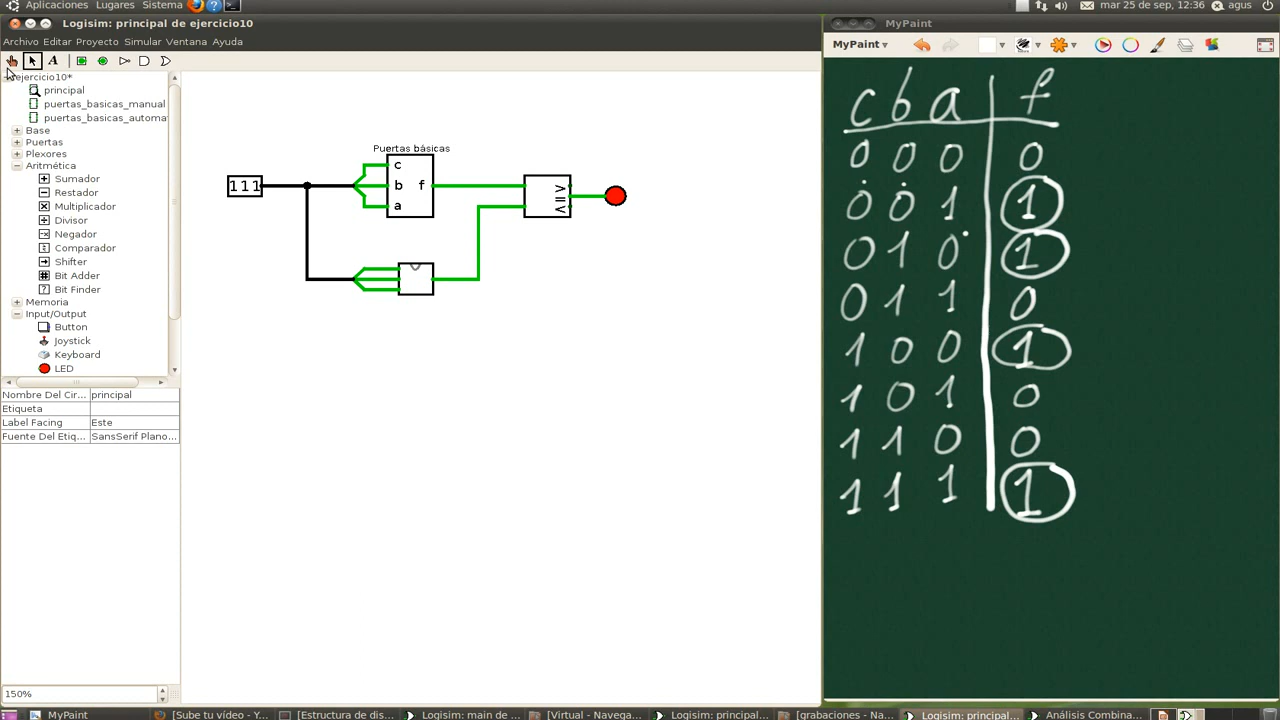 Aplicaciones Lugares Sistema mar 25 de sep, 12:36 agus
Logisim: principal de ejercicio10
Archivo Editar Proyecto Simular Ventana Ayuda
A
ejercicio10*
principal
puertas_basicas_manual
puertas_basicas_automa
Base
Puertas
Plexores
Aritmética
Sumador
Restador
Multiplicador
Divisor
Negador
Comparador
Shifter
Bit Adder
Bit Finder
Memoria
Input/Output
Button
Joystick
Keyboard
LED
Nombre Del Cir... principal
Etiqueta
Label Facing Este
Fuente Del Etiq... SansSerif Plano...
150%
Puertas básicas
111
c
b f
a
>
=
<
MyPaint
MyPaint
c b a f
0 0 0 0
0 0 1 1
0 1 0 1
0 1 1 0
1 0 0 1
1 0 1 0
1 1 0 0
1 1 1 1
MyPaint [Sube tu vídeo - Y... [Estructura de dis... Logisim: main de ... [Virtual - Navega... Logisim: principal... [grabaciones - Na... Logisim: princip... Análisis Combina...